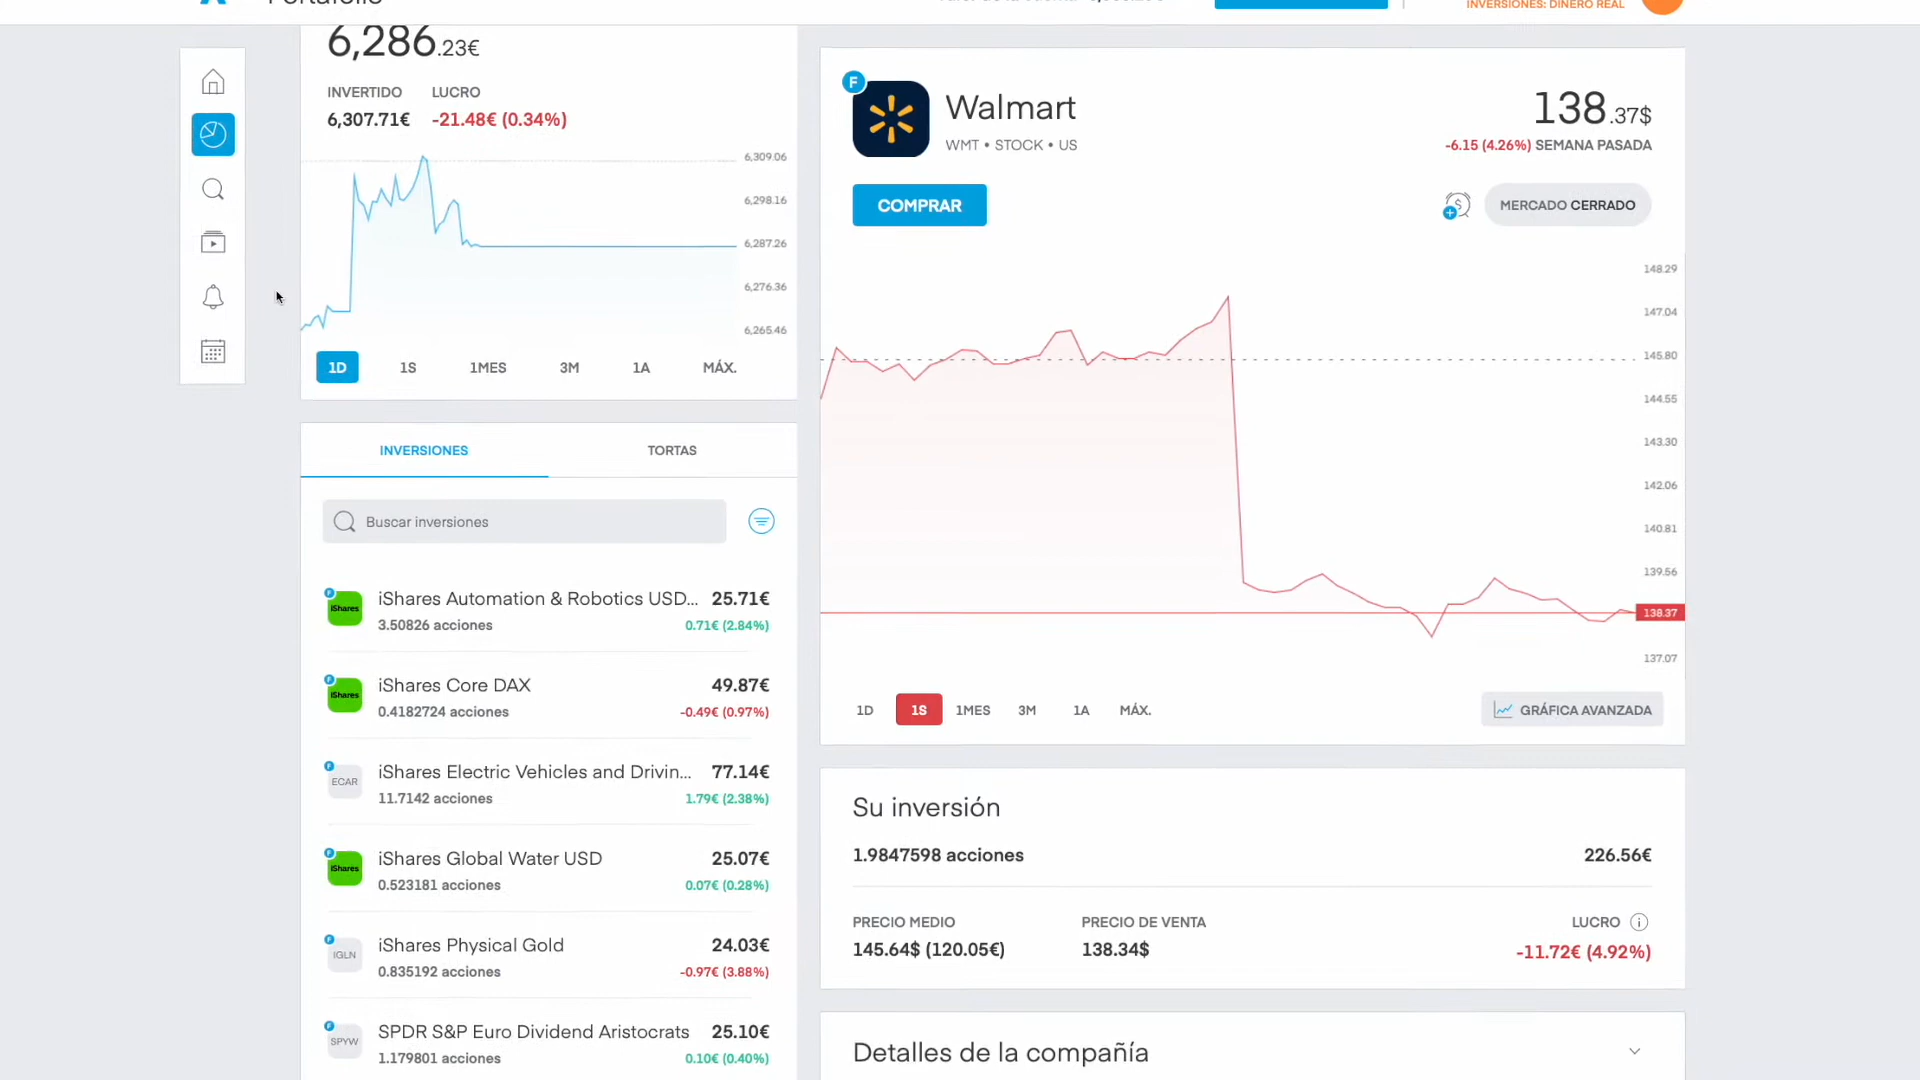 Portafolio
INVERSIONES: DINERO REAL
6,286.23€
INVERTIDO LUCRO
6,307.71€ -21.48€ (0.34%)
6,309.06
6,298.16
6,287.26
6,276.36
6,265.46
1D 1S 1MES 3M 1A MÁX.
INVERSIONES TORTAS
Buscar inversiones
iShares
iShares Automation & Robotics USD... 25.71€
3.50826 acciones 0.71€ (2.84%)
iShares
iShares Core DAX 49.87€
0.4182724 acciones -0.49€ (0.97%)
ECAR
iShares Electric Vehicles and Drivin... 77.14€
11.7142 acciones 1.79€ (2.38%)
iShares
iShares Global Water USD 25.07€
0.523181 acciones 0.07€ (0.28%)
IGLN
iShares Physical Gold 24.03€
0.835192 acciones -0.97€ (3.88%)
SPYW
SPDR S&P Euro Dividend Aristocrats 25.10€
1.179801 acciones 0.10€ (0.40%)
F
Walmart 138.37$
WMT • STOCK • US -6.15 (4.26%) SEMANA PASADA
COMPRAR MERCADO CERRADO
148.29
147.04
145.80
144.55
143.30
142.06
140.81
139.56
138.37
137.07
1D 1S 1MES 3M 1A MÁX. GRÁFICA AVANZADA
Su inversión
1.9847598 acciones 226.56€
PRECIO MEDIO PRECIO DE VENTA LUCRO
145.64$ (120.05€) 138.34$ -11.72€ (4.92%)
Detalles de la compañía